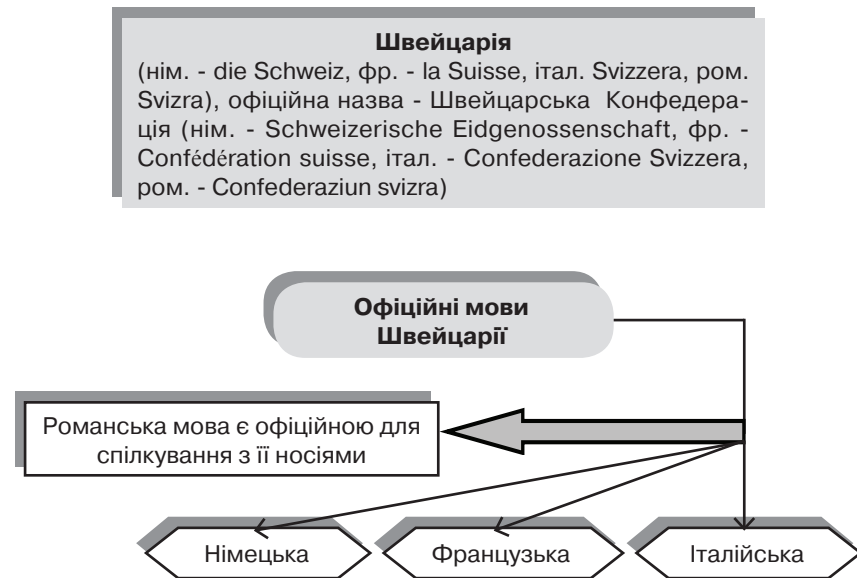 Швейцарія
(нім. - die Schweiz, фр. - la Suisse, італ. Svizzera, ром.
Svizra), офіційна назва - Швейцарська Конфедера-
ція (нім. - Schweizerische Eidgenossenschaft, фр. -
Confédération suisse, італ. - Confederazione Svizzera,
ром. - Confederaziun svizra)
Офіційні мови
Швейцарії
Романська мова є офіційною для
спілкування з її носіями
Німецька
Французька
Італійська